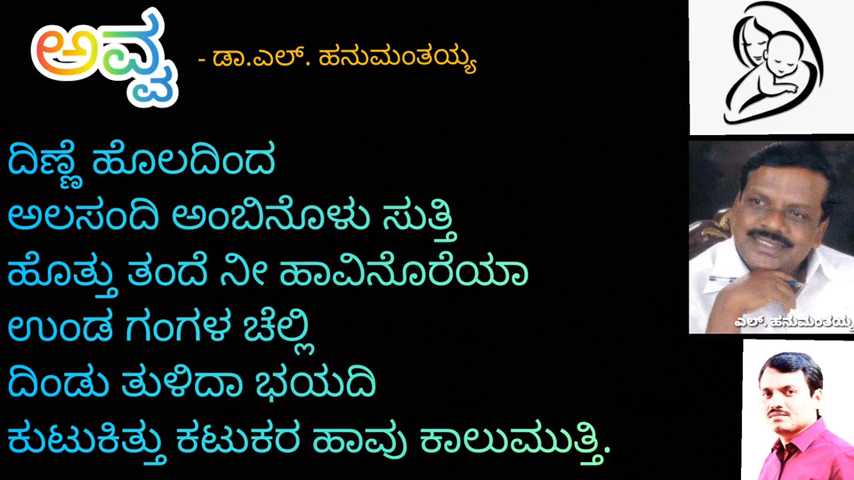 ಅವ್ವ
- ಡಾ.ಎಲ್. ಹನುಮಂತಯ್ಯ
ದಿಣ್ಣೆ ಹೊಲದಿಂದ
ಅಲಸಂದಿ ಅಂಬಿನೊಳು ಸುತ್ತಿ
ಹೊತ್ತು ತಂದೆ ನೀ ಹಾವಿನೊರೆಯಾ
ಉಂಡ ಗಂಗಳ ಚೆಲ್ಲಿ
ದಿಂಡು ತುಳಿದಾ ಭಯದಿ
ಕುಟುಕಿತ್ತು ಕಟುಕರ ಹಾವು ಕಾಲುಮುತ್ತಿ.
ಎಲ್. ಹನುಮಂತಯ್ಯ